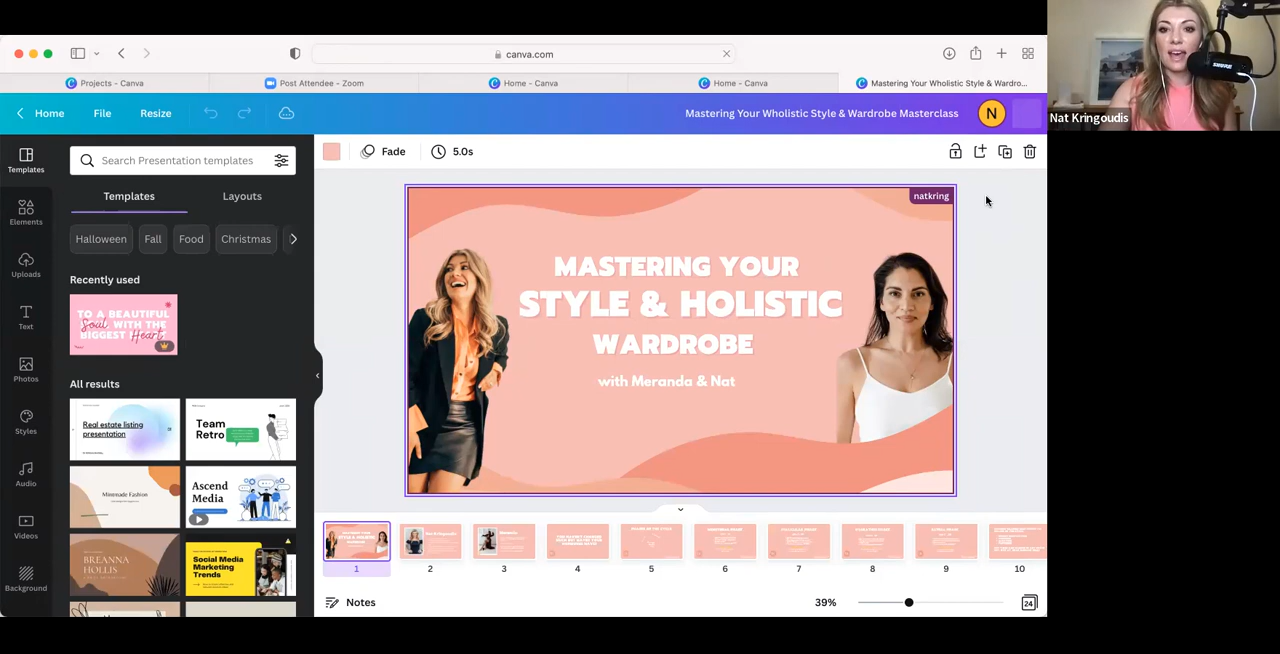 canva.com
Projects - Canva
Post Attendee - Zoom
Home - Canva
Home - Canva
Mastering Your Wholistic Style & Wardro...
Nat Kringoudis
Home
File
Resize
Mastering Your Wholistic Style & Wardrobe Masterclass
N
Templates
Elements
Uploads
Text
Photos
Styles
Audio
Videos
Background
Search Presentation templates
Templates
Layouts
Halloween
Fall
Food
Christmas
Recently used
TO A BEAUTIFUL
Soul WITH THE
BIGGEST Heart
All results
Real estate listing
presentation
Team
Retro
Mintmade Fashion
Ascend
Media
BREANNA
HOLLIS
Social Media
Marketing
Trends
Fade
5.0s
natkring
MASTERING YOUR
STYLE & HOLISTIC
WARDROBE
with Meranda & Nat
1
2
3
4
5
6
7
8
9
10
Notes
39%
24